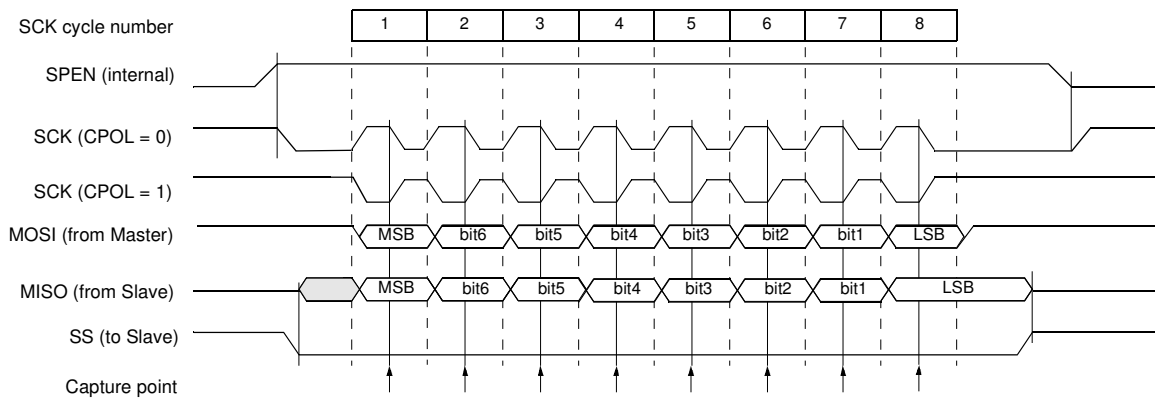 SCK cycle number 1 2 3 4 5 6 7 8
SPEN (internal)
SCK (CPOL = 0)
SCK (CPOL = 1)
MOSI (from Master) MSB bit6 bit5 bit4 bit3 bit2 bit1 LSB
MISO (from Slave) MSB bit6 bit5 bit4 bit3 bit2 bit1 LSB
SS (to Slave)
Capture point